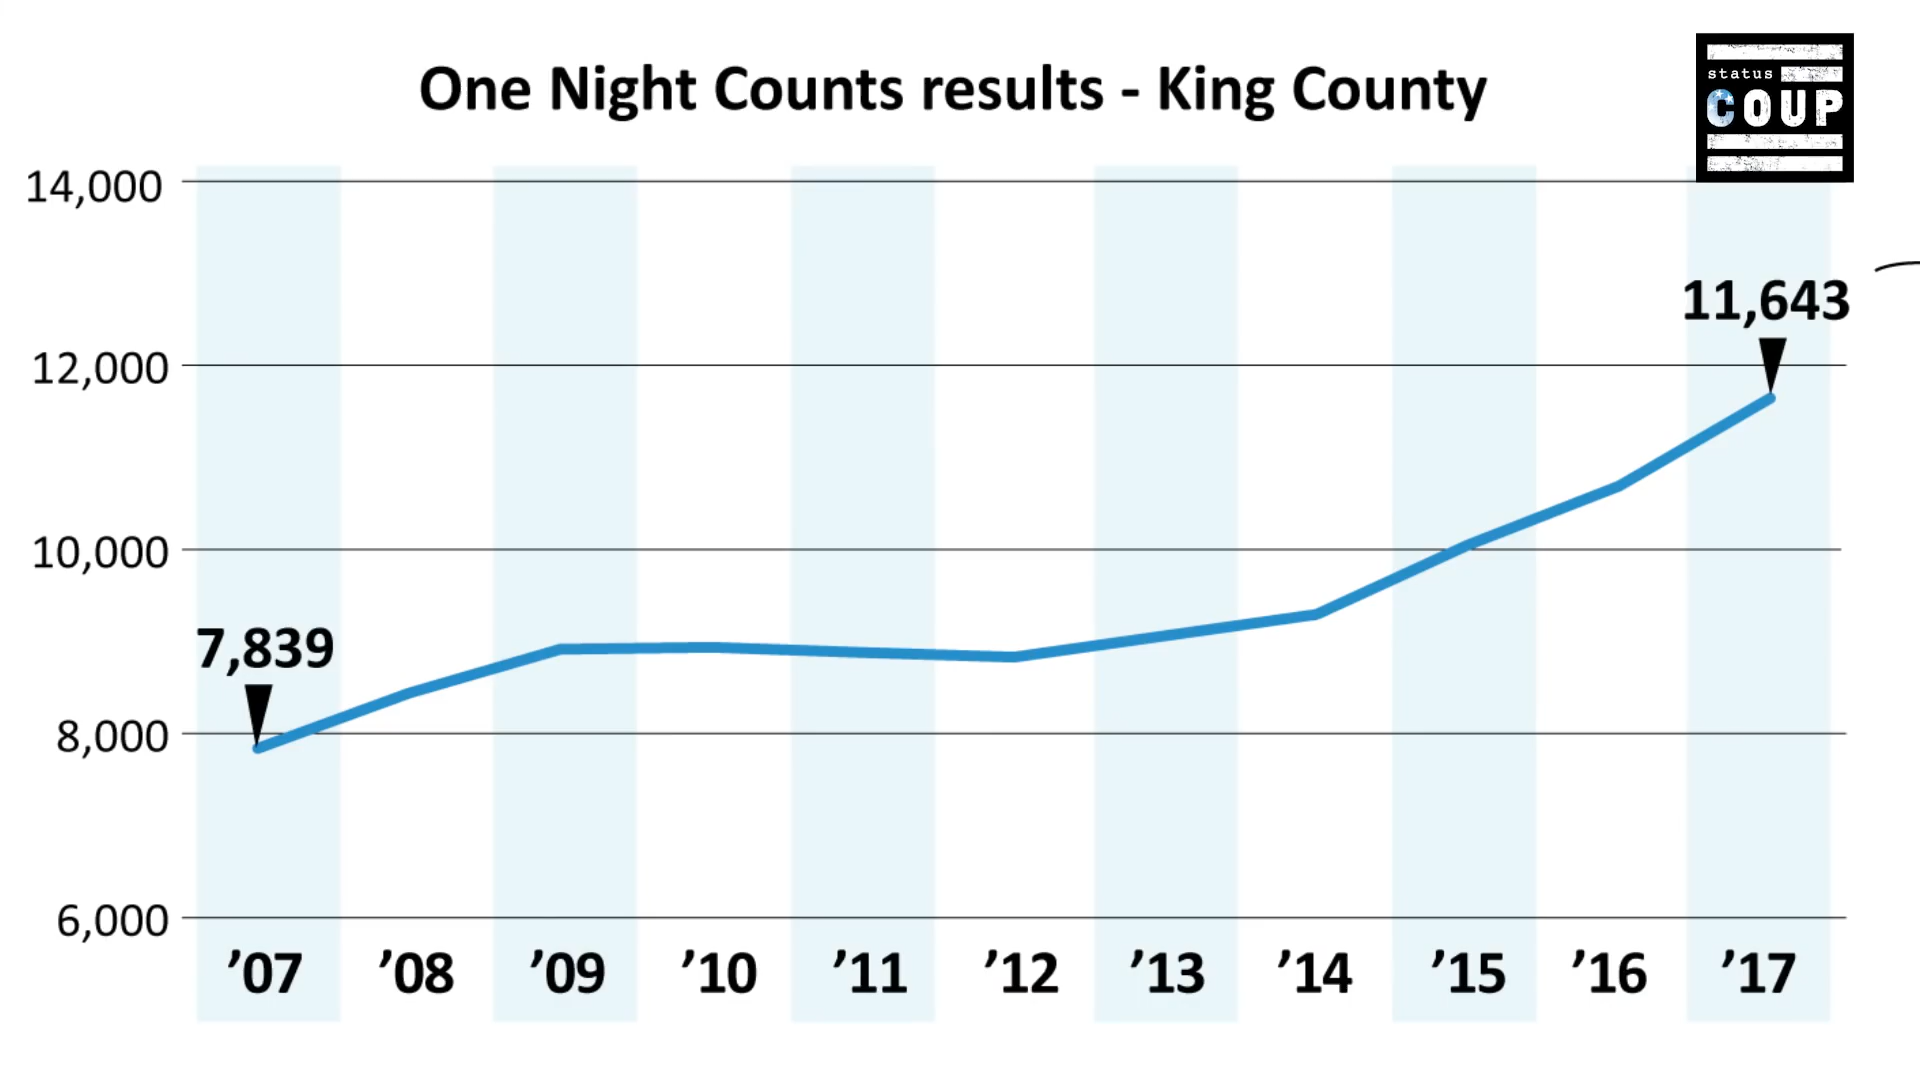 One Night Counts results - King County
status
COUP
14,000
12,000
10,000
8,000
6,000
7,839
11,643
’07 ’08 ’09 ’10 ’11 ’12 ’13 ’14 ’15 ’16 ’17